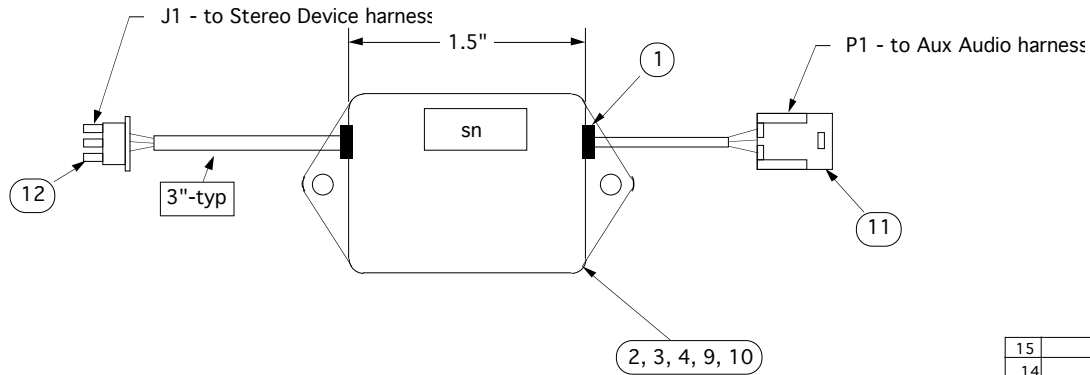 J1 - to Stereo Device harness
1.5"
P1 - to Aux Audio harness
1
sn
12
3"-typ
11
2, 3, 4, 9, 10
15
14